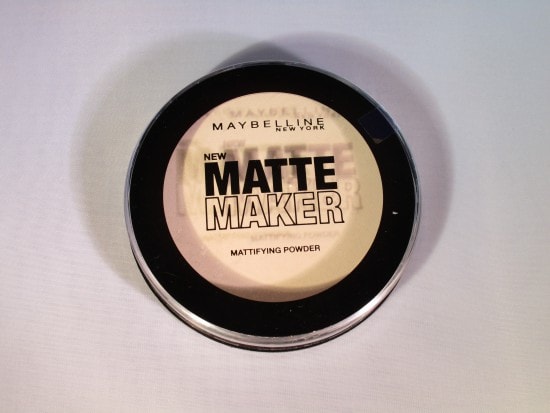 MAYBELLINE
NEW YORK
NEW
MATTE
MAKER
MATTIFYING POWDER